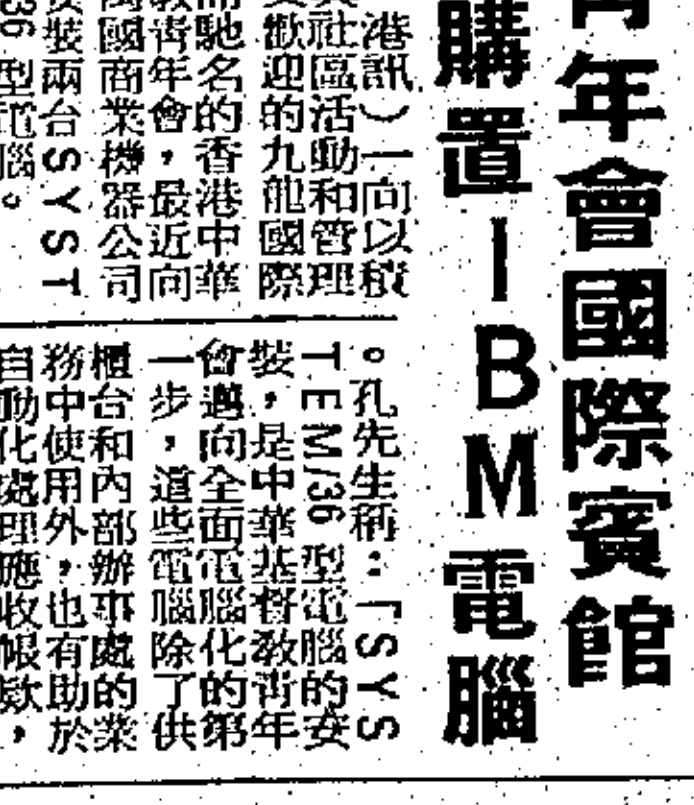 年會國際賓館
購置IBM電腦
港訊）一向以積
社區活動和管理
歡迎的九龍國際
馳名的香港中華
教青年會，最近向
國商業機器公司
裝兩台SYST
36型電腦。
。孔先生稱：「SYS
TEM/36型電腦的安
裝，是中華基督教青年
會邁向全面電腦化的第
一步，這些電腦除了供
櫃台和內部辦事處的業
務中使用外，也有助於
自動化處理應收帳款，